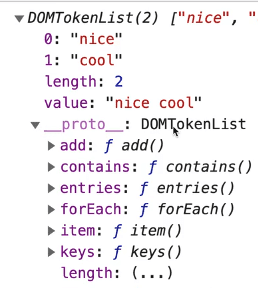 DOMTokenList(2) ["nice", "
0: "nice"
1: "cool"
length: 2
value: "nice cool"
__proto__: DOMTokenList
add: ƒ add()
contains: ƒ contains()
entries: ƒ entries()
forEach: ƒ forEach()
item: ƒ item()
keys: ƒ keys()
length: (...)